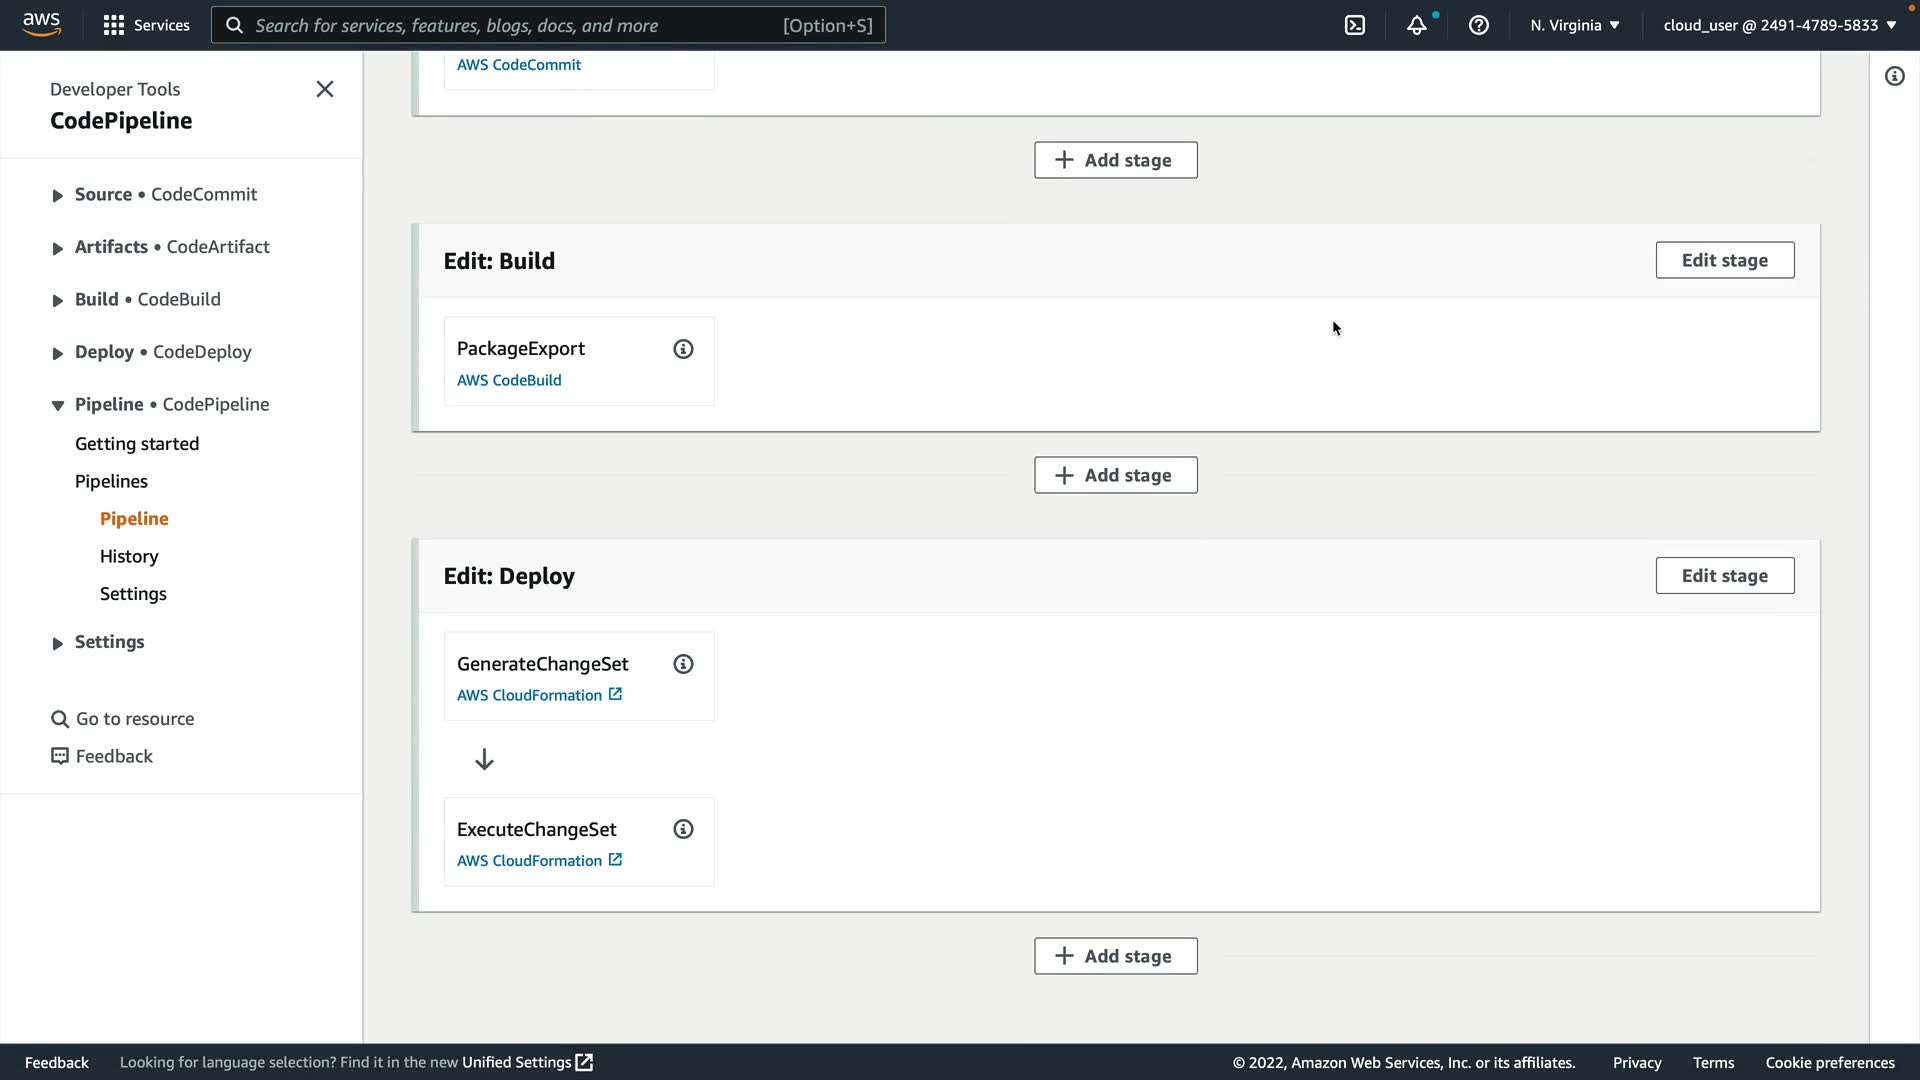 aws
Services
Search for services, features, blogs, docs, and more
[Option+S]
N. Virginia
cloud_user @ 2491-4789-5833
Developer Tools
CodePipeline
Source • CodeCommit
Artifacts • CodeArtifact
Build • CodeBuild
Deploy • CodeDeploy
Pipeline • CodePipeline
Getting started
Pipelines
Pipeline
History
Settings
Settings
Go to resource
Feedback
AWS CodeCommit
Add stage
Edit: Build
Edit stage
PackageExport
AWS CodeBuild
Add stage
Edit: Deploy
Edit stage
GenerateChangeSet
AWS CloudFormation
ExecuteChangeSet
AWS CloudFormation
Add stage
Feedback
Looking for language selection? Find it in the new Unified Settings
© 2022, Amazon Web Services, Inc. or its affiliates.
Privacy
Terms
Cookie preferences